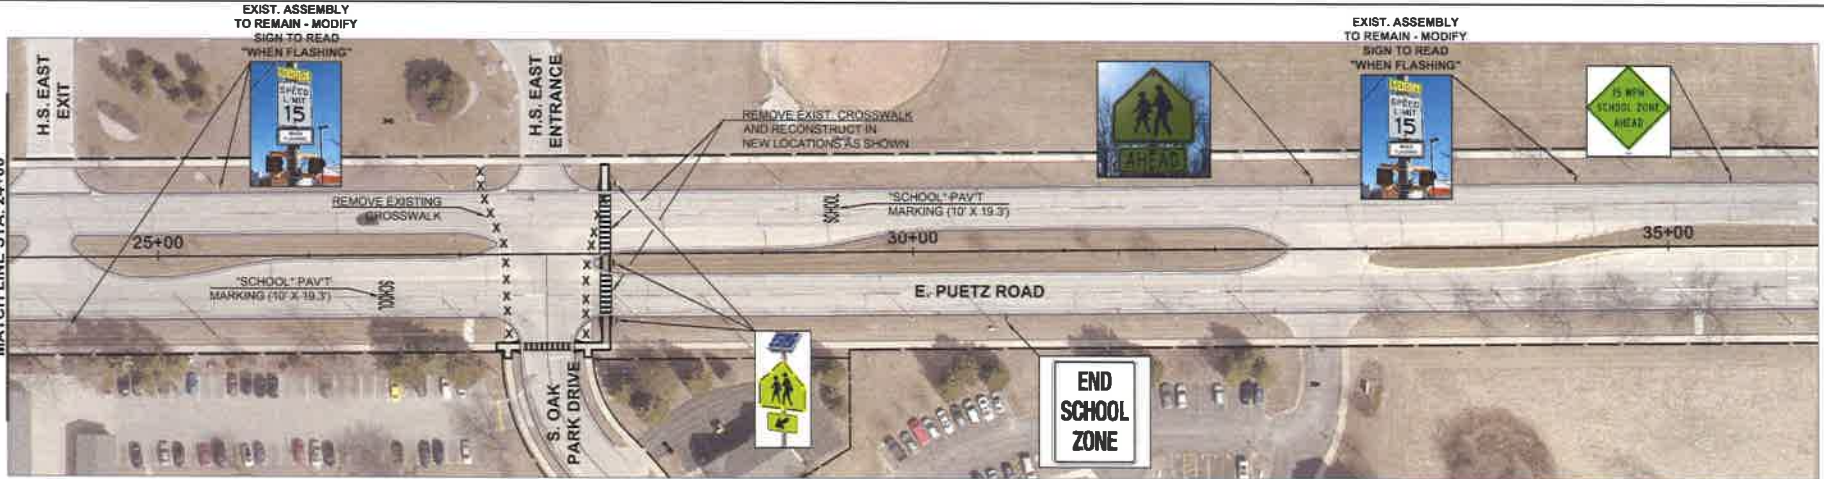 EXIST. ASSEMBLY
TO REMAIN - MODIFY
SIGN TO READ
"WHEN FLASHING"
EXIST. ASSEMBLY
TO REMAIN - MODIFY
SIGN TO READ
"WHEN FLASHING"
H.S. EAST
EXIT
SCHOOL
SPEED
LIMIT
15
WHEN
FLASHING
H.S. EAST
ENTRANCE
REMOVE EXIST. CROSSWALK
AND RECONSTRUCT IN
NEW LOCATIONS AS SHOWN
AHEAD
SPEED
LIMIT
15
15 MPH
SCHOOL ZONE
AHEAD
REMOVE EXISTING
CROSSWALK
SCHOOL
"SCHOOL" PAV'T
MARKING (10' X 19.3')
25+00
30+00
35+00
"SCHOOL" PAV'T
MARKING (10' X 19.3')
SCHOOL
E. PUETZ ROAD
S. OAK
PARK DRIVE
END
SCHOOL
ZONE
MATCH LINE STA. 24+00